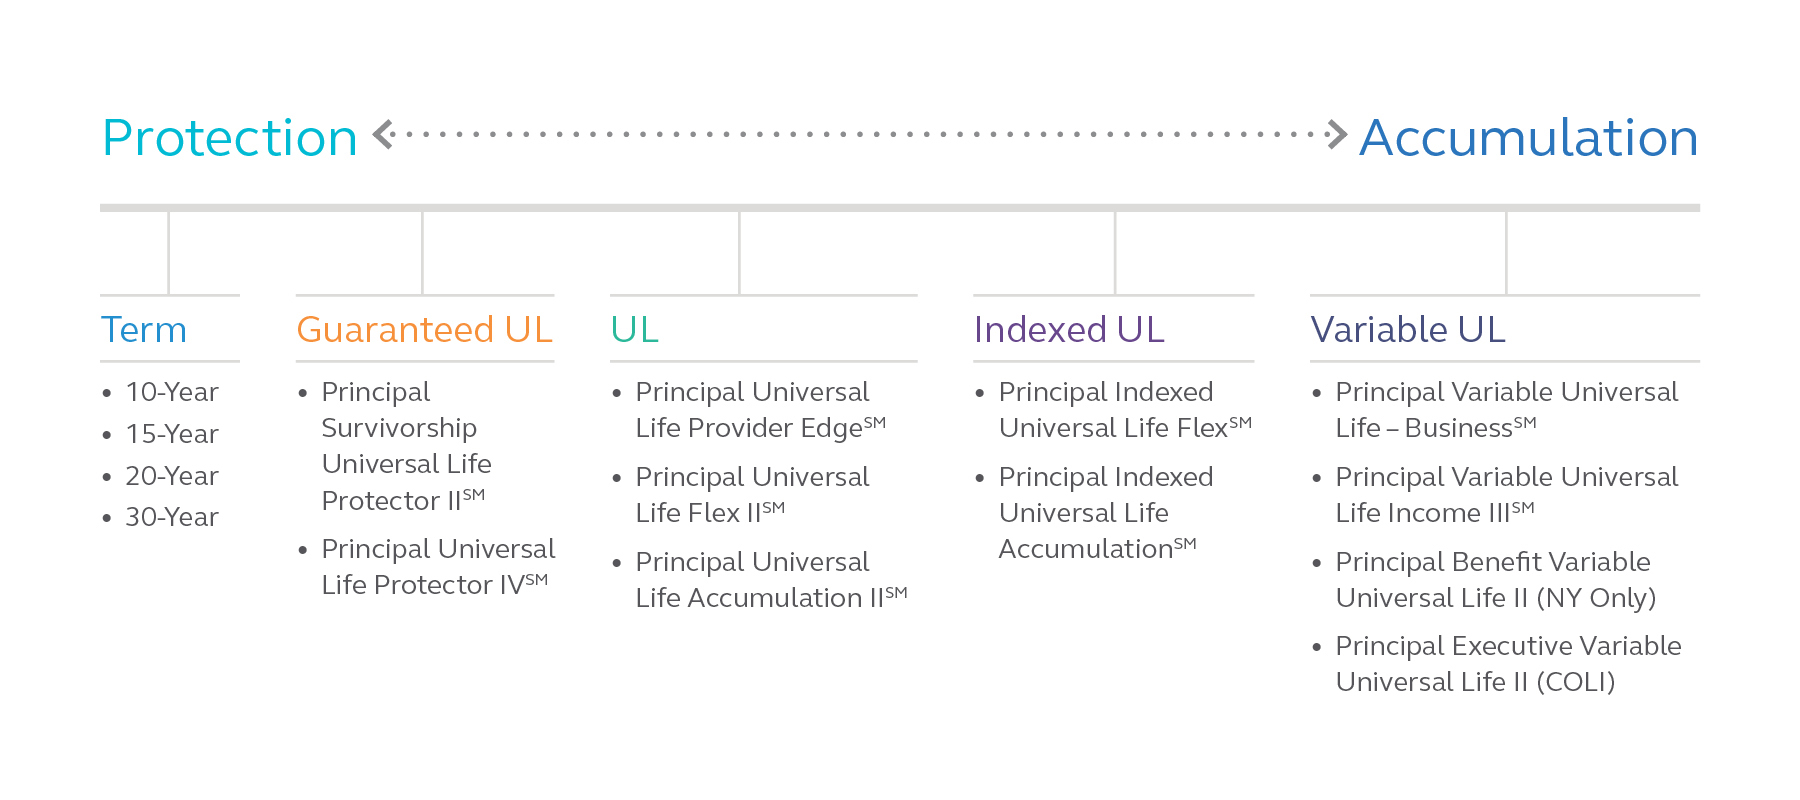 Protection
Accumulation
Term
• 10-Year
• 15-Year
• 20-Year
• 30-Year
Guaranteed UL
• Principal
Survivorship
Universal Life
Protector II℠
• Principal Universal
Life Protector IV℠
UL
• Principal Universal
Life Provider Edge℠
• Principal Universal
Life Flex II℠
• Principal Universal
Life Accumulation II℠
Indexed UL
• Principal Indexed
Universal Life Flex℠
• Principal Indexed
Universal Life
Accumulation℠
Variable UL
• Principal Variable Universal
Life – Business℠
• Principal Variable Universal
Life Income III℠
• Principal Benefit Variable
Universal Life II (NY Only)
• Principal Executive Variable
Universal Life II (COLI)